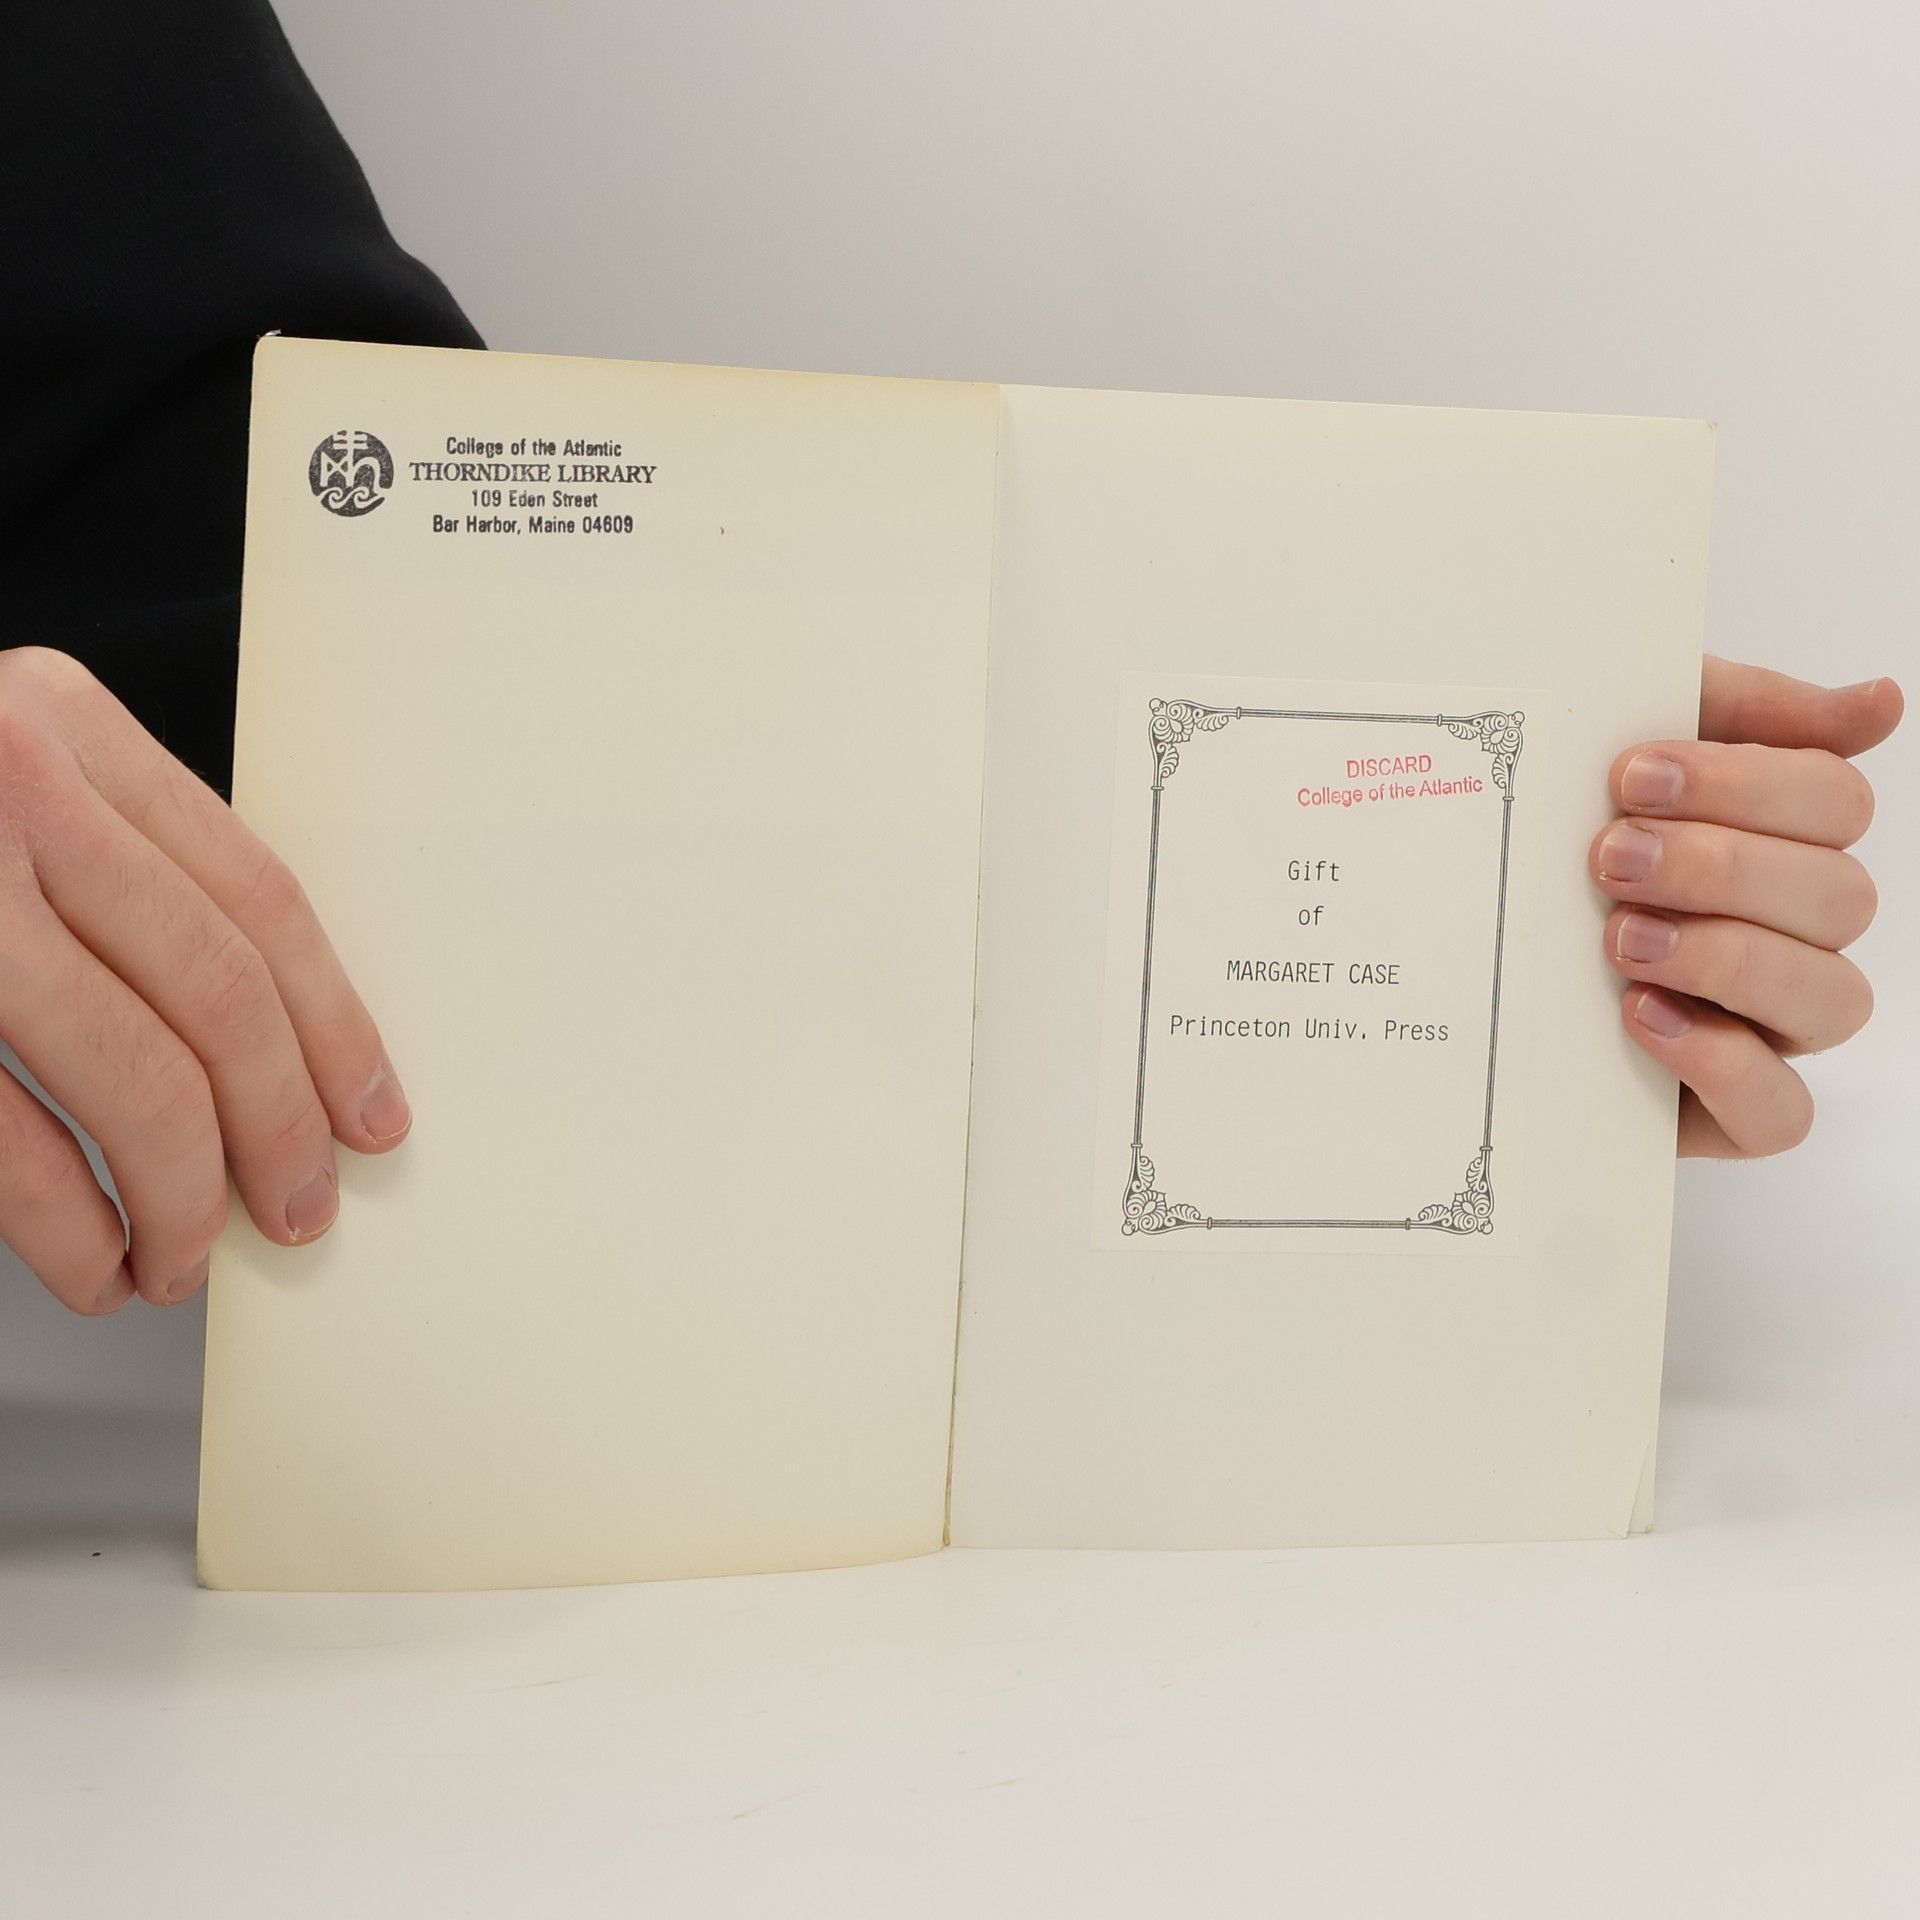 College of the Atlantic
THORNDIKE LIBRARY
109 Eden Street
Bar Harbor, Maine 04609
DISCARD
College of the Atlantic
Gift
of
MARGARET CASE
Princeton Univ. Press